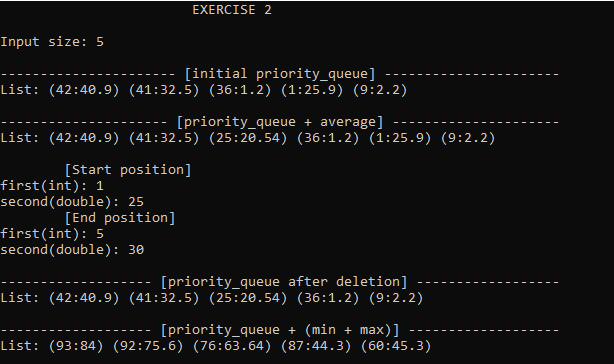 EXERCISE 2
Input size: 5
---------------------- [initial priority_queue] ----------------------
List: (42:40.9) (41:32.5) (36:1.2) (1:25.9) (9:2.2)
--------------------- [priority_queue + average] ---------------------
List: (42:40.9) (41:32.5) (25:20.54) (36:1.2) (1:25.9) (9:2.2)
[Start position]
first(int): 1
second(double): 25
[End position]
first(int): 5
second(double): 30
------------------- [priority_queue after deletion] ------------------
List: (42:40.9) (41:32.5) (25:20.54) (36:1.2) (9:2.2)
------------------- [priority_queue + (min + max)] -------------------
List: (93:84) (92:75.6) (76:63.64) (87:44.3) (60:45.3)